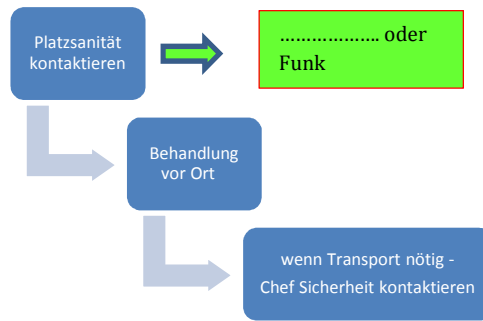 Platzsanität
kontaktieren
……………….. oder
Funk
Behandlung
vor Ort
wenn Transport nötig -
Chef Sicherheit kontaktieren